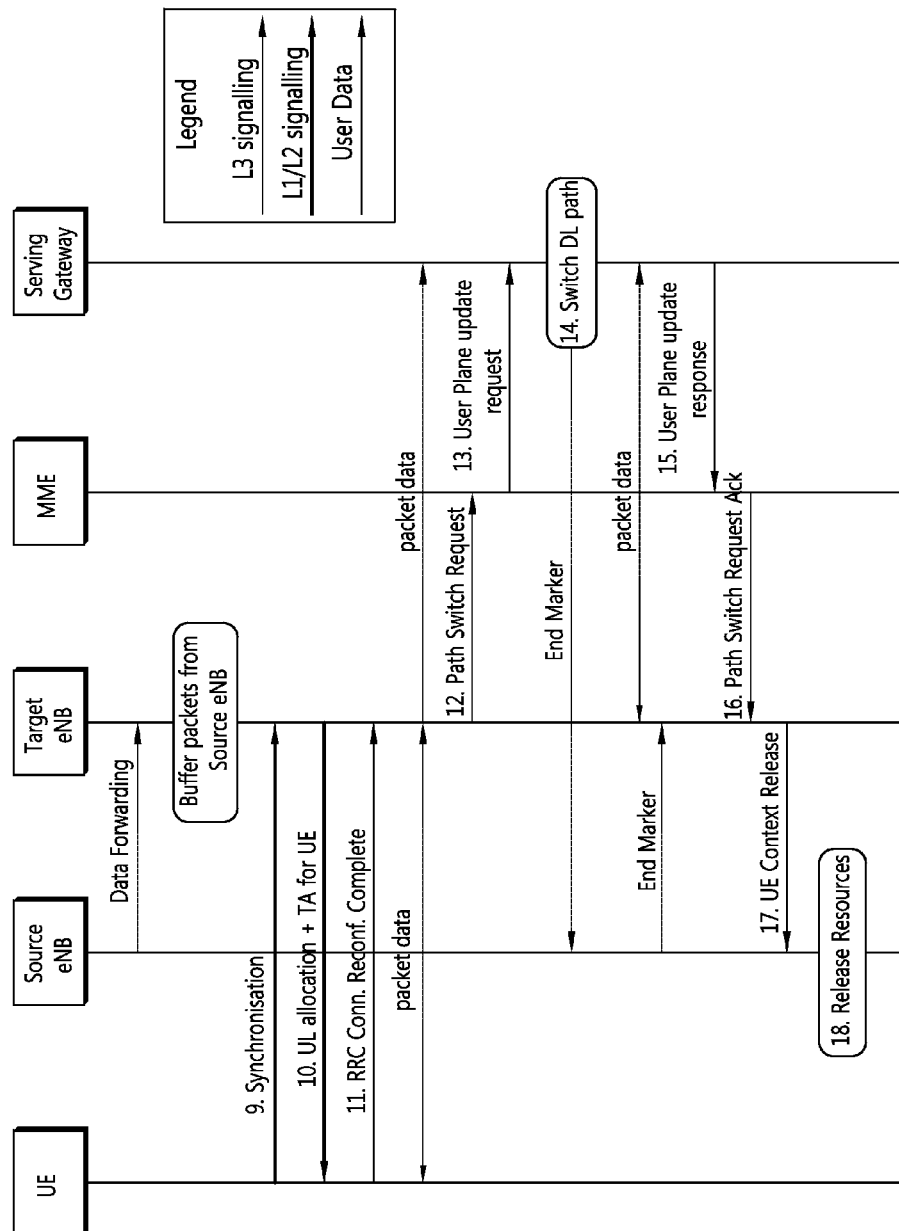 UE
Source
eNB
Target
eNB
MME
Serving
Gateway
Legend
L3 signalling
L1/L2 signalling
User Data
Data Forwarding
Buffer packets from
Source eNB
9. Synchronisation
10. UL allocation + TA for UE
11. RRC Conn. Reconf. Complete
packet data
packet data
12. Path Switch Request
13. User Plane update
request
14. Switch DL path
End Marker
packet data
End Marker
15. User Plane update
response
16. Path Switch Request Ack
17. UE Context Release
18. Release Resources